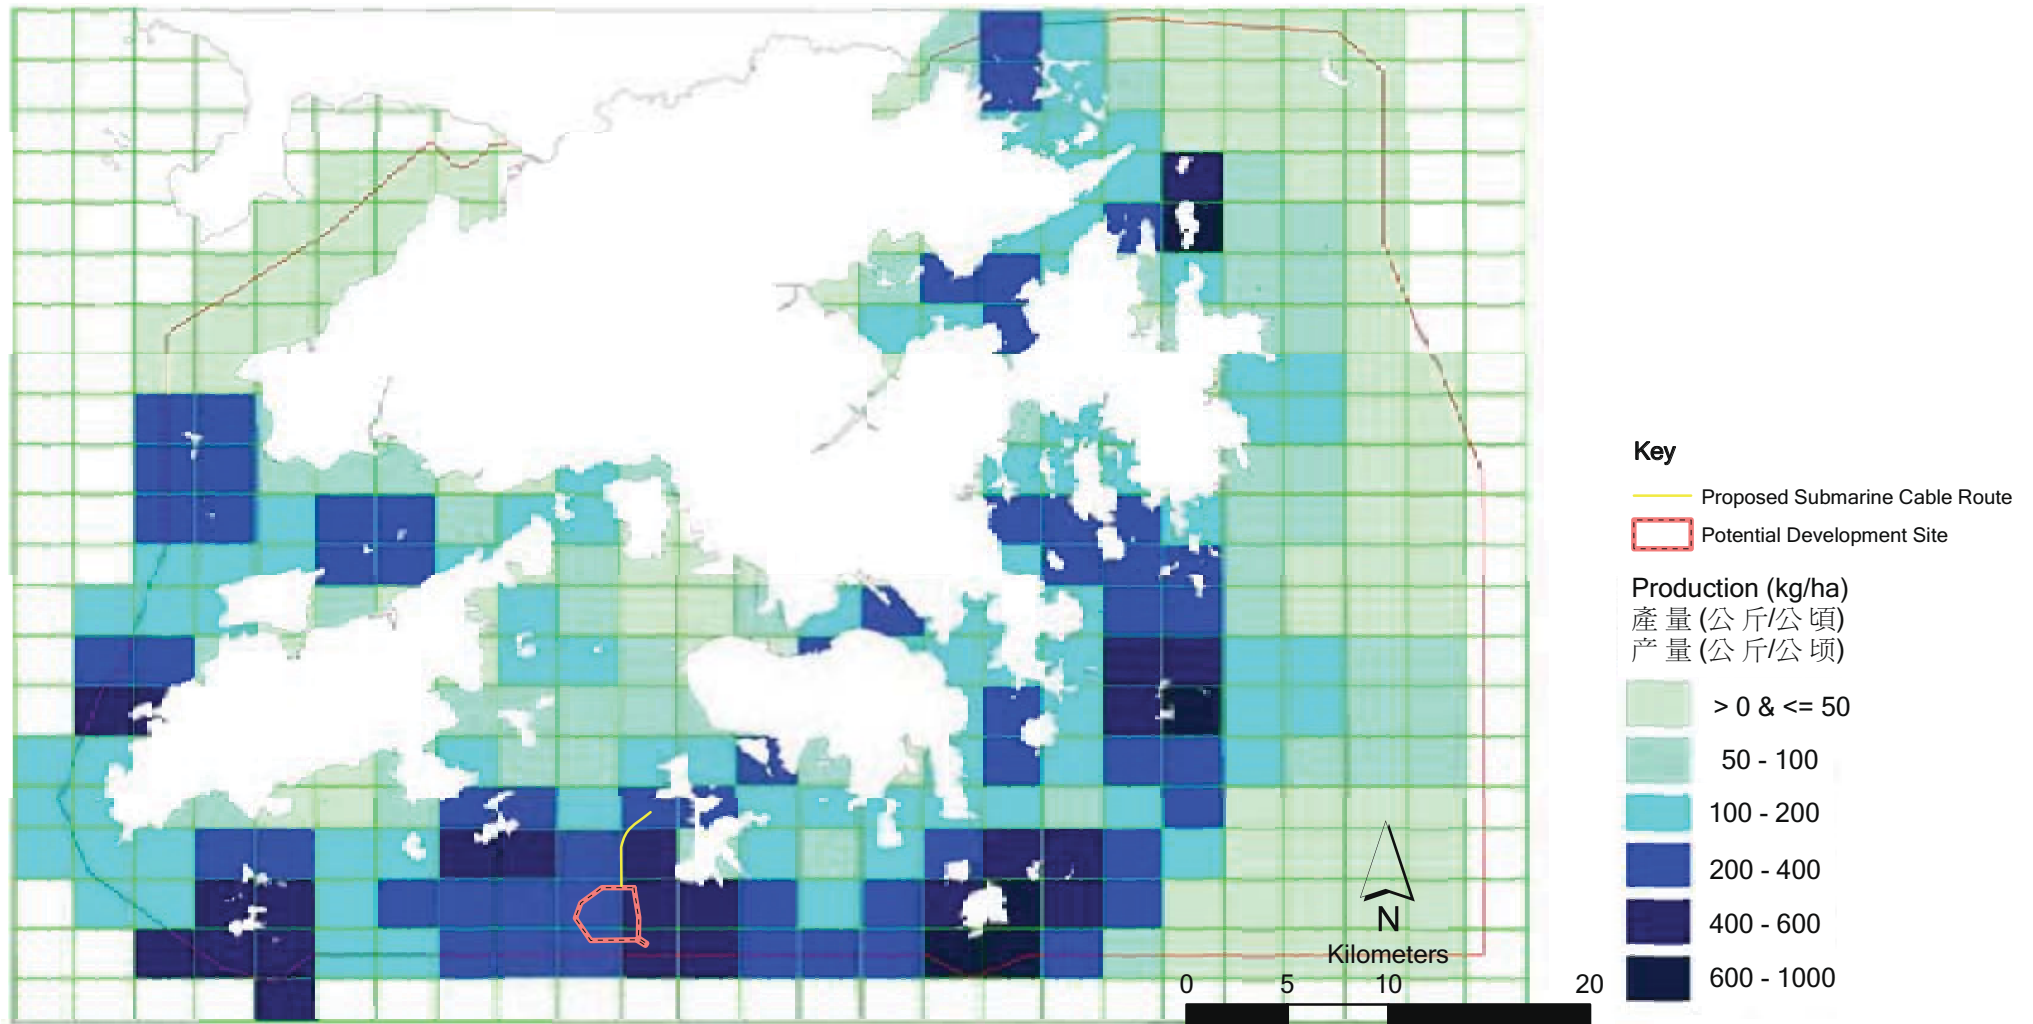 Key
Proposed Submarine Cable Route
Potential Development Site
Production (kg/ha)
產量(公斤/公頃)
产量(公斤/公顷)
> 0 & <= 50
50 - 100
100 - 200
200 - 400
400 - 600
600 - 1000
N
Kilometers
0 5 10 20